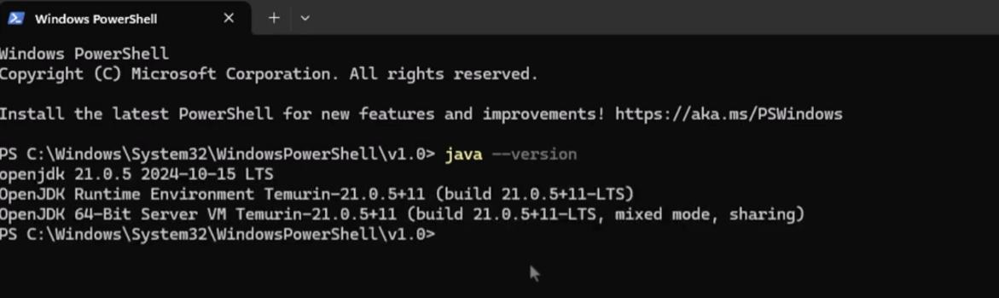 Windows PowerShell
Windows PowerShell
Copyright (C) Microsoft Corporation. All rights reserved.
Install the latest PowerShell for new features and improvements! https://aka.ms/PSWindows
PS C:\Windows\System32\WindowsPowerShell\v1.0> java --version
openjdk 21.0.5 2024-10-15 LTS
OpenJDK Runtime Environment Temurin-21.0.5+11 (build 21.0.5+11-LTS)
OpenJDK 64-Bit Server VM Temurin-21.0.5+11 (build 21.0.5+11-LTS, mixed mode, sharing)
PS C:\Windows\System32\WindowsPowerShell\v1.0>